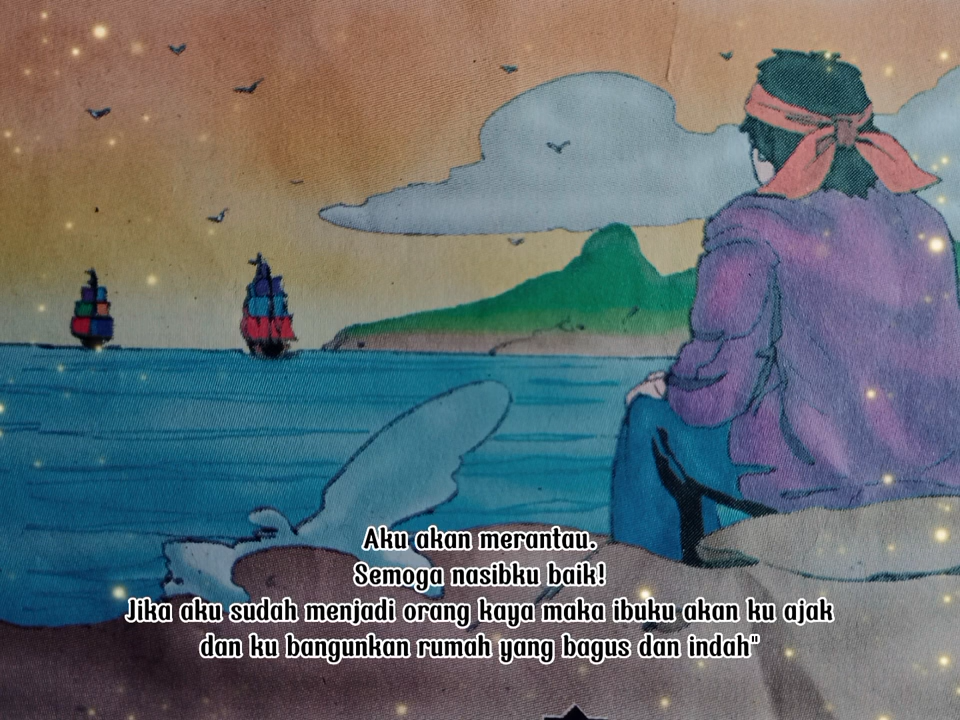 Aku akan merantau.
Semoga nasibku baik!
Jika aku sudah menjadi orang kaya maka ibuku akan ku ajak
dan ku bangunkan rumah yang bagus dan indah"